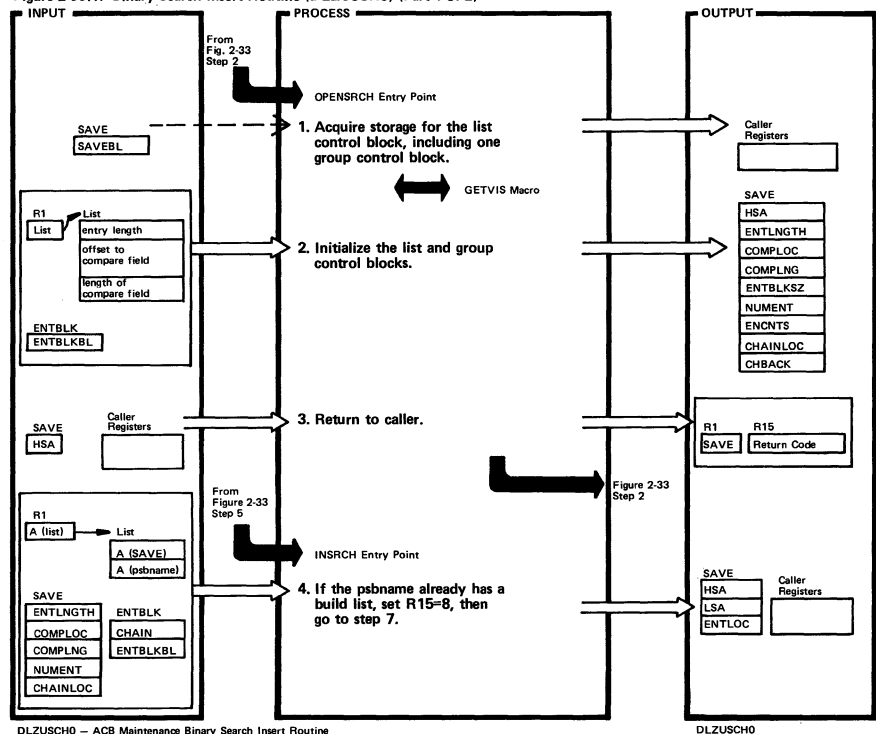 INPUT
PROCESS
OUTPUT
From
Fig. 2-33
Step 2
OPENSRCH Entry Point
SAVE
SAVEBL
1. Acquire storage for the list
control block, including one
group control block.
GETVIS Macro
Caller
Registers
R1
List
List
entry length
offset to
compare field
length of
compare field
ENTBLK
ENTBLKBL
2. Initialize the list and group
control blocks.
SAVE
HSA
ENTLNGTH
COMPLOC
COMPLNG
ENTBLKSZ
NUMENT
ENCNTS
CHAINLOC
CHBACK
SAVE
HSA
Caller
Registers
3. Return to caller.
R1
SAVE
R15
Return Code
Figure 2-33
Step 2
From
Figure 2-33
Step 5
INSRCH Entry Point
R1
A (list)
List
A (SAVE)
A (psbname)
SAVE
ENTLNGTH
COMPLOC
COMPLNG
NUMENT
CHAINLOC
ENTBLK
CHAIN
ENTBLKBL
4. If the psbname already has a
build list, set R15=8, then
go to step 7.
SAVE
HSA
LSA
ENTLOC
Caller
Registers
DLZUSCH0 — ACB Maintenance Binary Search Insert Routine
DLZUSCH0